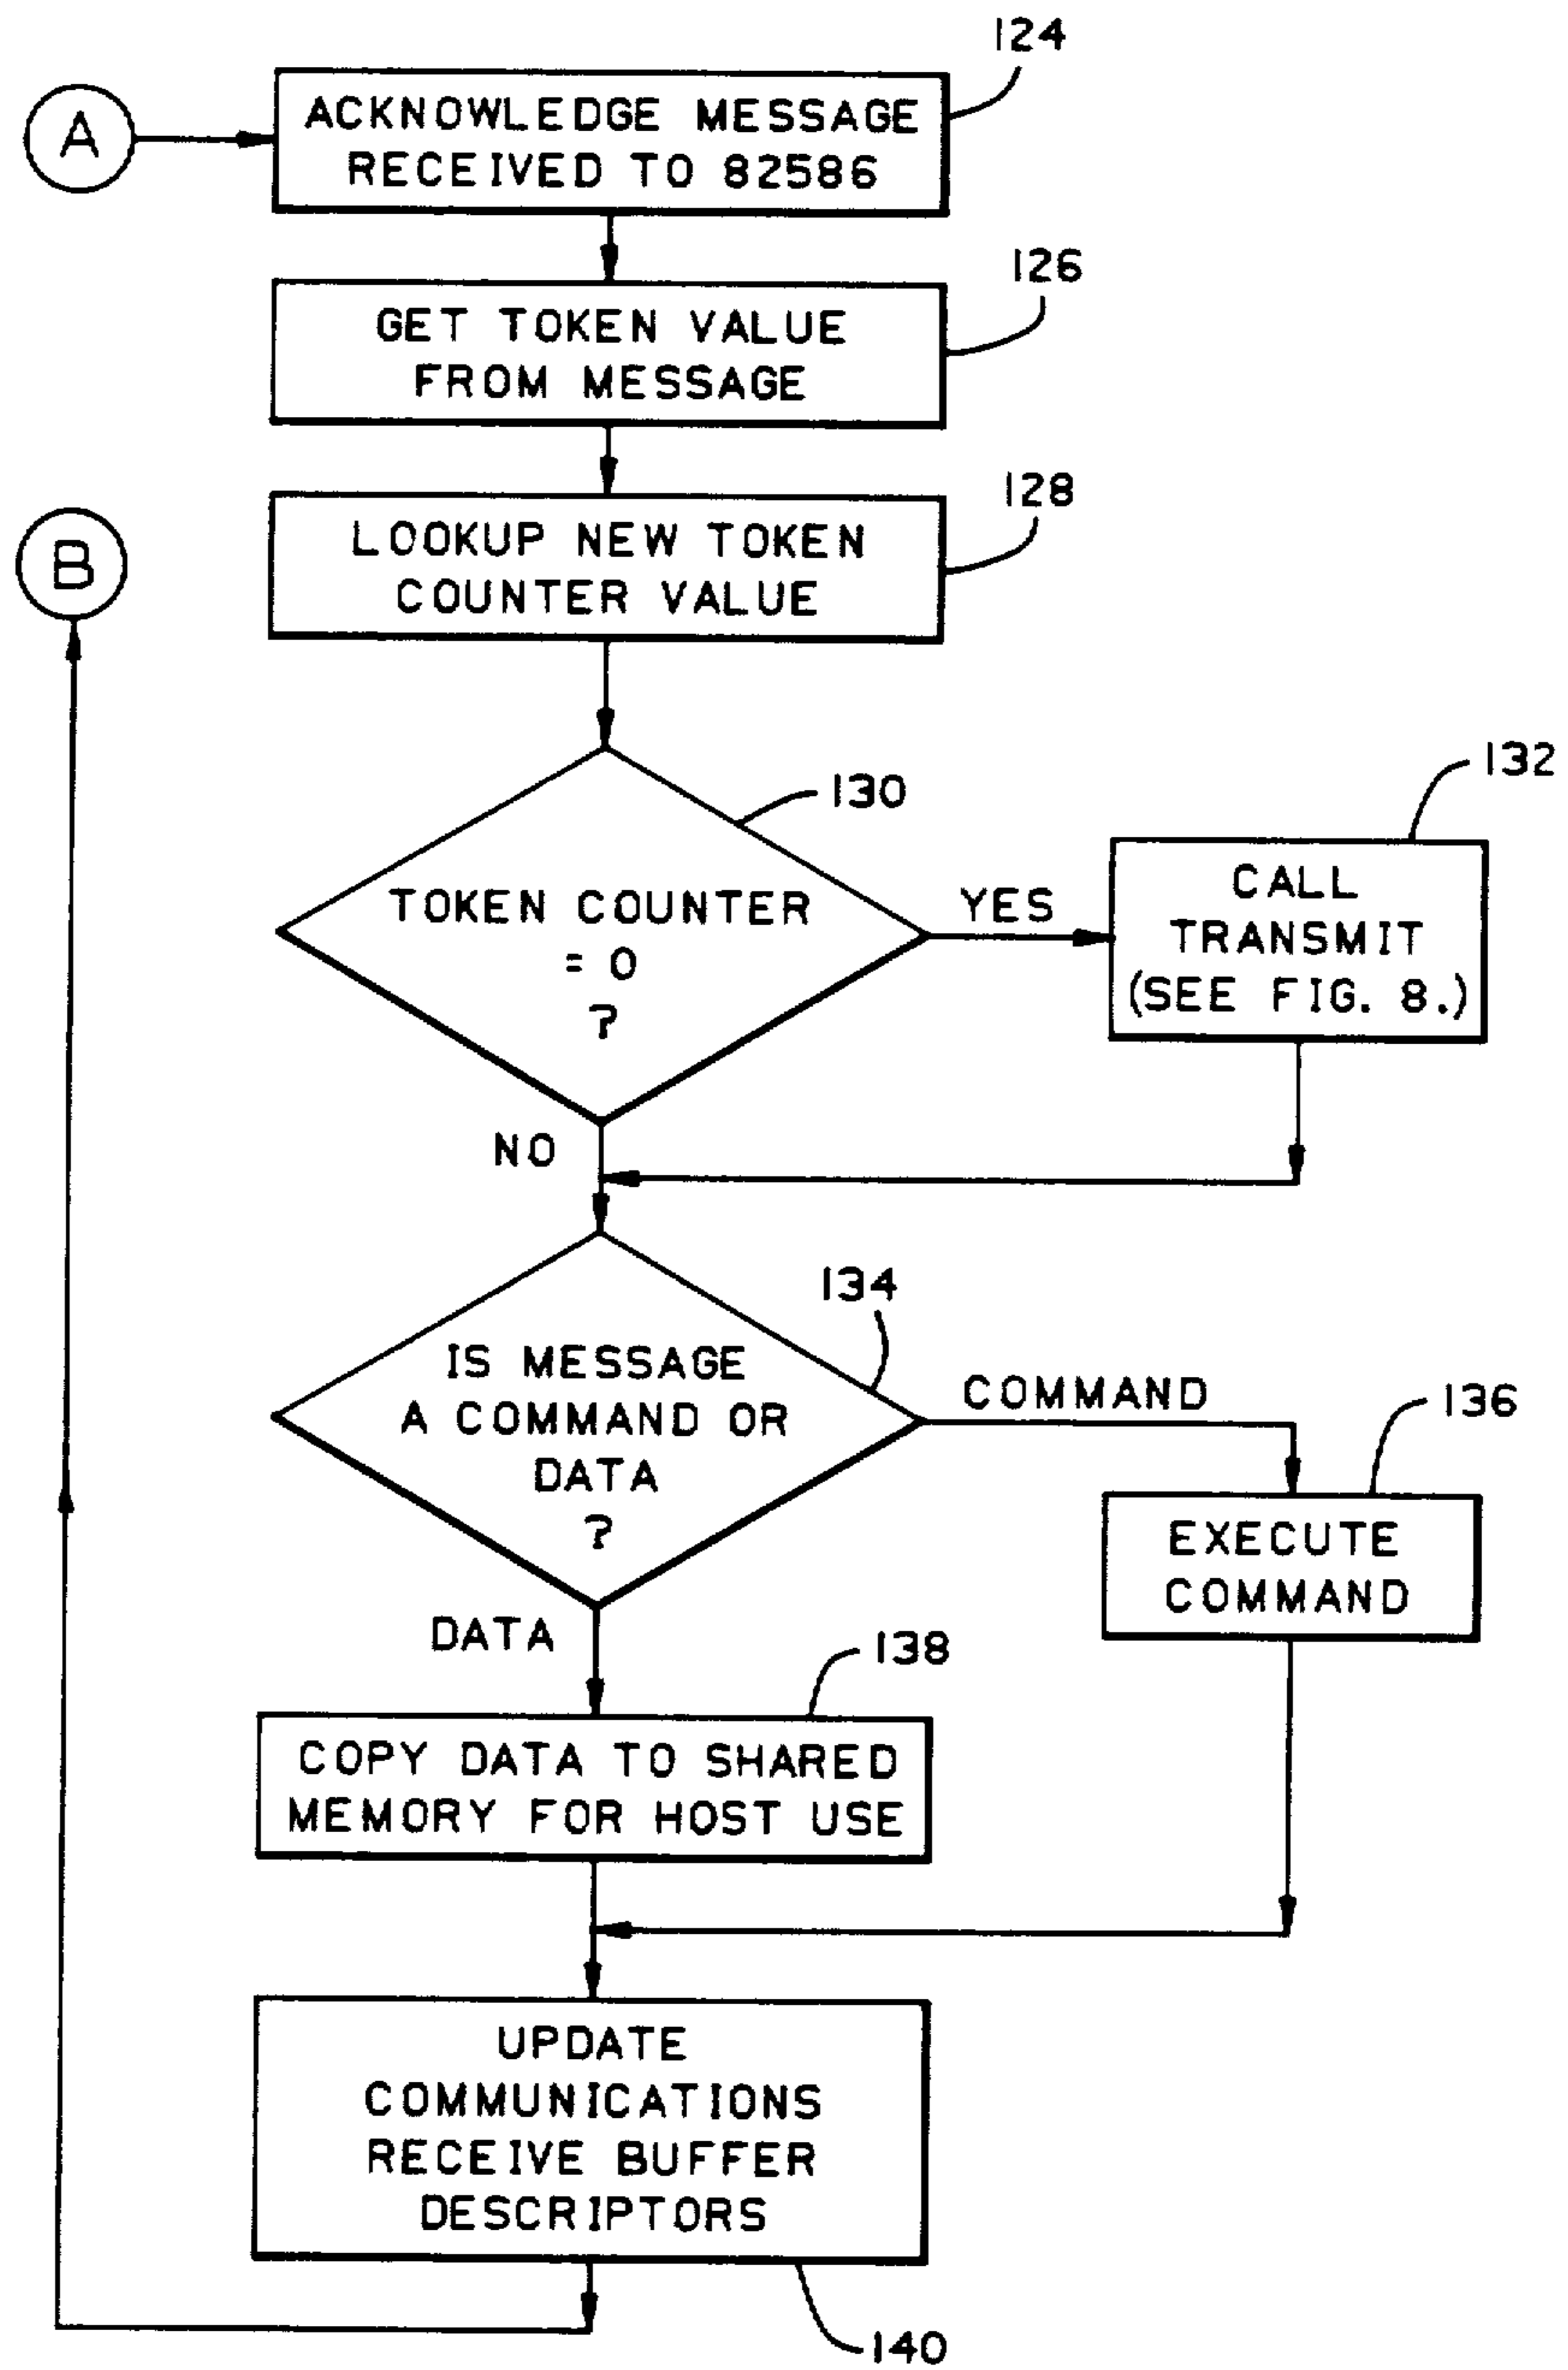 124
A
ACKNOWLEDGE MESSAGE
RECEIVED TO 82586
126
GET TOKEN VALUE
FROM MESSAGE
128
B
LOOKUP NEW TOKEN
COUNTER VALUE
130
132
TOKEN COUNTER
= 0
?
YES
CALL
TRANSMIT
(SEE FIG. 8.)
NO
134
IS MESSAGE
A COMMAND OR
DATA
?
COMMAND
136
EXECUTE
COMMAND
DATA
138
COPY DATA TO SHARED
MEMORY FOR HOST USE
UPDATE
COMMUNICATIONS
RECEIVE BUFFER
DESCRIPTORS
140